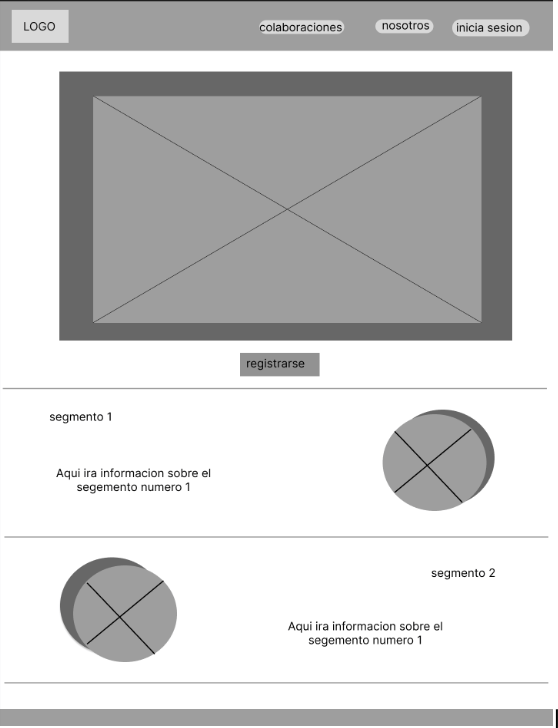 LOGO
colaboraciones
nosotros
inicia sesion
registrarse
segmento 1
Aqui ira informacion sobre el
segemento numero 1
segmento 2
Aqui ira informacion sobre el
segemento numero 1